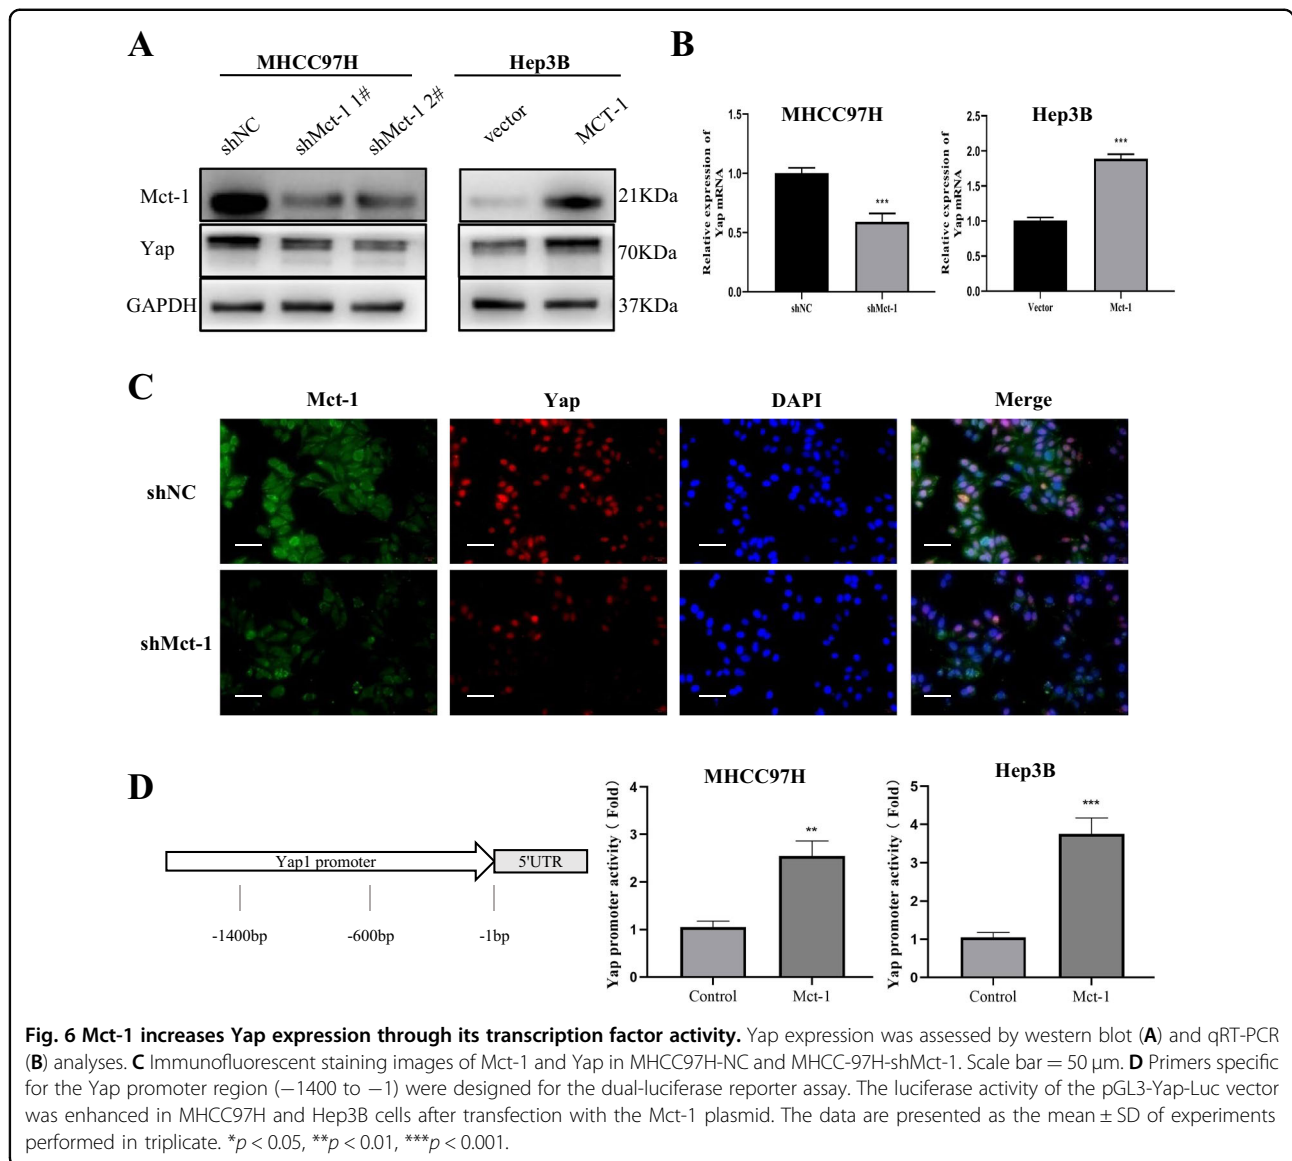 A
MHCC97H
Hep3B
shNC
shMct-1 1#
shMct-1 2#
vector
MCT-1
Mct-1
21KDa
Yap
70KDa
GAPDH
37KDa
B
MHCC97H
Relative expression of
Yap mRNA
1.5
1.0
0.5
0.0
***
shNC
shMct-1
Hep3B
Relative expression of
Yap mRNA
2.5
2.0
1.5
1.0
0.5
0.0
***
Vector
Mct-1
C
Mct-1
Yap
DAPI
Merge
shNC
shMct-1
D
Yap1 promoter
5'UTR
-1400bp
-600bp
-1bp
MHCC97H
Yap promoter activity ( Fold)
4
3
2
1
0
**
Control
Mct-1
Hep3B
Yap promoter activity ( Fold)
5
4
3
2
1
0
***
Control
Mct-1
Fig. 6 Mct-1 increases Yap expression through its transcription factor activity. Yap expression was assessed by western blot (A) and qRT-PCR
(B) analyses. C Immunofluorescent staining images of Mct-1 and Yap in MHCC97H-NC and MHCC-97H-shMct-1. Scale bar = 50 μm. D Primers specific
for the Yap promoter region (−1400 to −1) were designed for the dual-luciferase reporter assay. The luciferase activity of the pGL3-Yap-Luc vector
was enhanced in MHCC97H and Hep3B cells after transfection with the Mct-1 plasmid. The data are presented as the mean ± SD of experiments
performed in triplicate. *p < 0.05, **p < 0.01, ***p < 0.001.